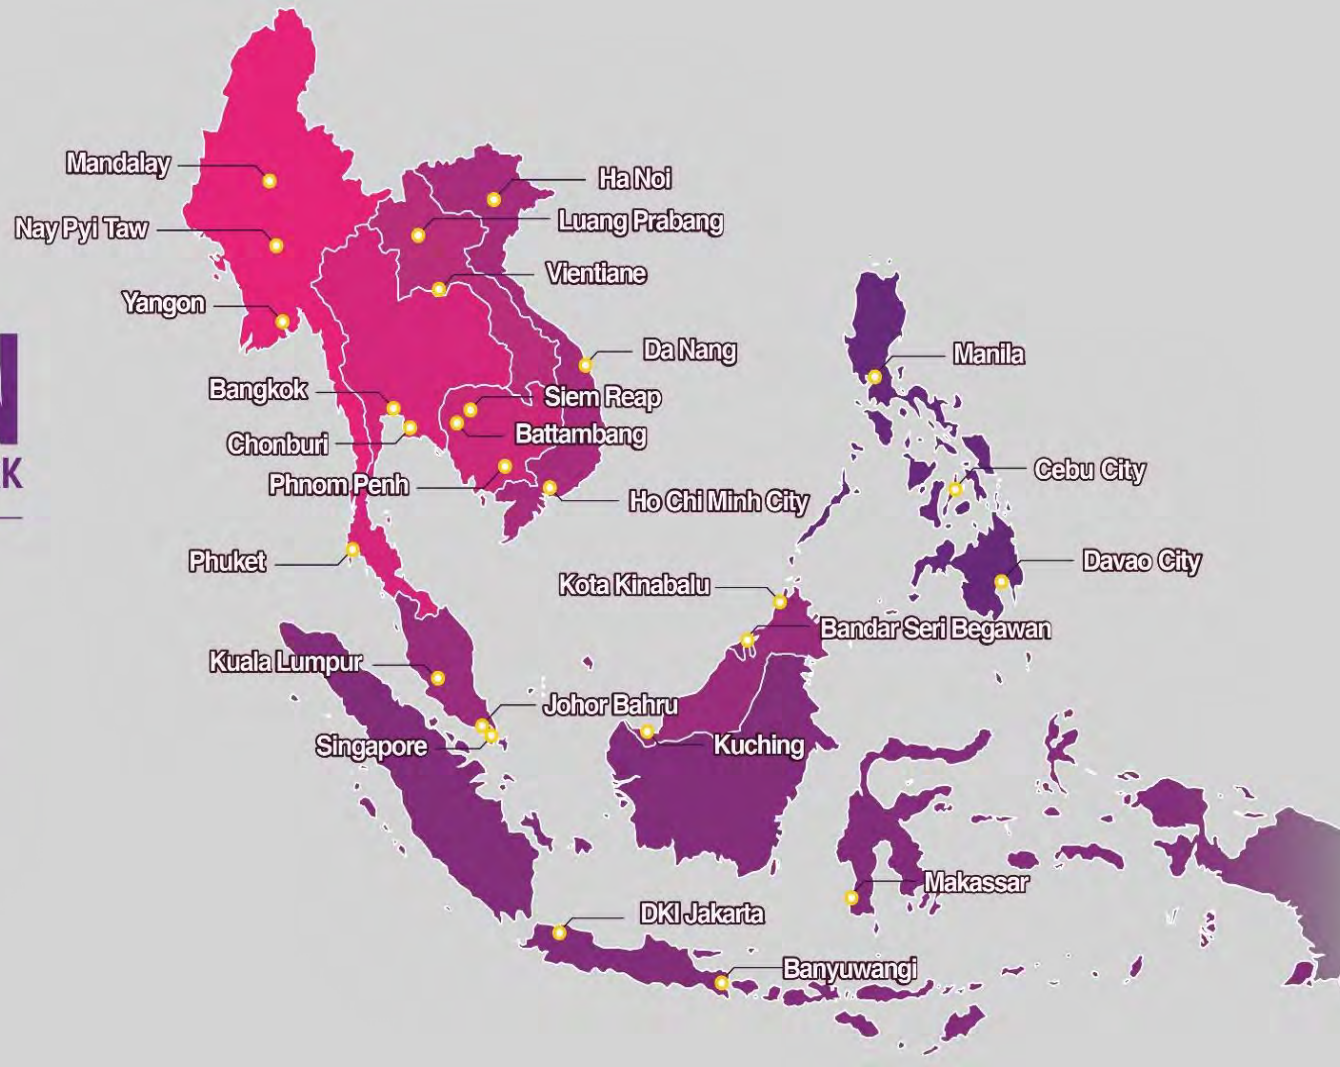 Mandalay
Ha Noi
Nay Pyi Taw
Luang Prabang
Vientiane
Yangon
Da Nang
Manila
Bangkok
Siem Reap
Chonburi
Battambang
Cebu City
K
Phnom Penh
Ho Chi Minh City
Phuket
Davao City
Kota Kinabalu
Bandar Seri Begawan
Kuala Lumpur
Johor Bahru
Singapore
Kuching
Makassar
DKI Jakarta
Banyuwangi